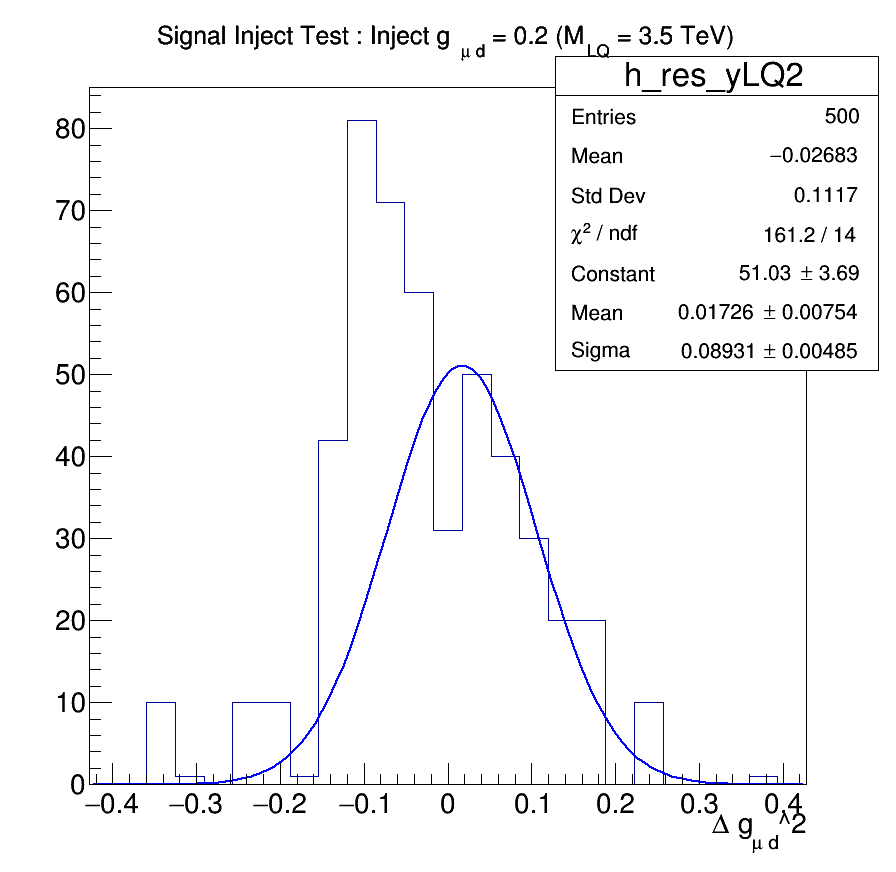 Signal Inject Test : Inject g μ d = 0.2 (M LQ = 3.5 TeV)
h_res_yLQ2
Entries 500
Mean −0.02683
Std Dev 0.1117
χ2 / ndf 161.2 / 14
Constant 51.03 ± 3.69
Mean 0.01726 ± 0.00754
Sigma 0.08931 ± 0.00485
80
70
60
50
40
30
20
10
0
−0.4 −0.3 −0.2 −0.1 0 0.1 0.2 0.3 0.4
Δ g μ d ^2